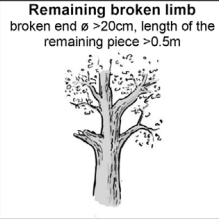 Remaining broken limb
broken end ø >20cm, length of the
remaining piece >0.5m